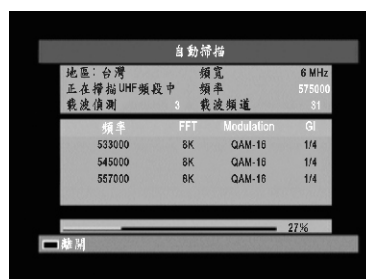 自動掃描
地區: 台灣 頻寬 6 MHz
正在掃描UHF頻段中 頻率 575000
載波偵測 3 載波頻道 31
頻率 FFT Modulation GI
533000 8K QAM-16 1/4
545000 8K QAM-16 1/4
557000 8K QAM-16 1/4
27%
離開